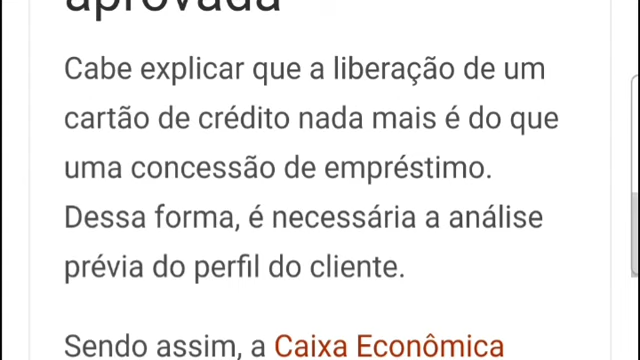 aprovada
Cabe explicar que a liberação de um
cartão de crédito nada mais é do que
uma concessão de empréstimo.
Dessa forma, é necessária a análise
prévia do perfil do cliente.
Sendo assim, a Caixa Econômica